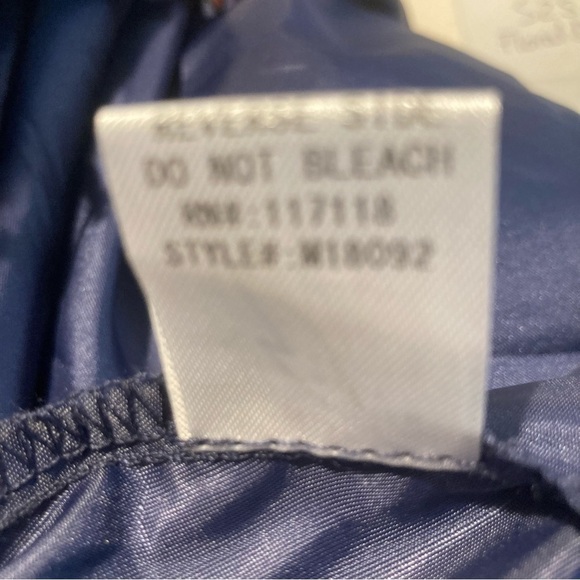 REVERSE SIDE
DO NOT BLEACH
RN#:117118
STYLE#:W18092